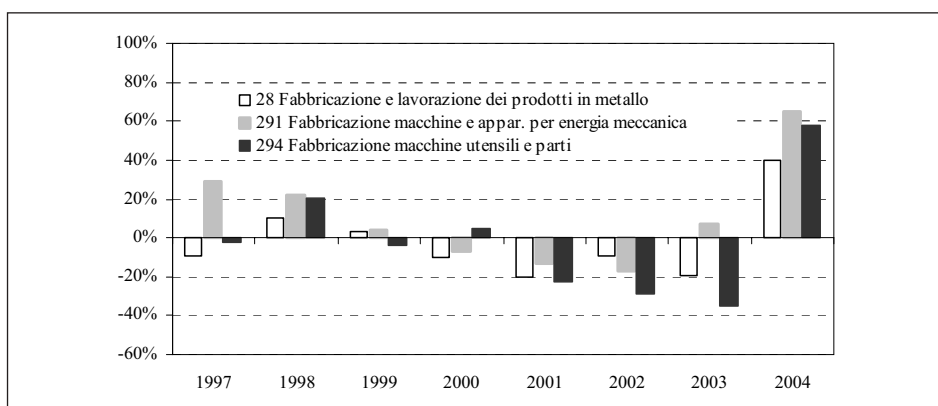 100%
80%
60%
40%
20%
0%
-20%
-40%
-60%
28 Fabbricazione e lavorazione dei prodotti in metallo
291 Fabbricazione macchine e appar. per energia meccanica
294 Fabbricazione macchine utensili e parti
1997 1998 1999 2000 2001 2002 2003 2004